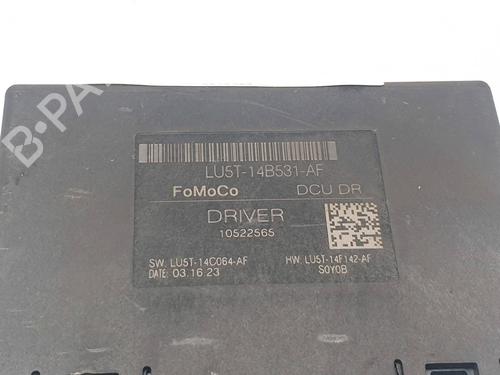 B-PARTS
LU5T-14B531-AF
FoMoCo DCU DR
DRIVER
10522565
SW: LU5T-14C064-AF HW: LU5T-14F142-AF
DATE: 03.16.23 S0Y0B